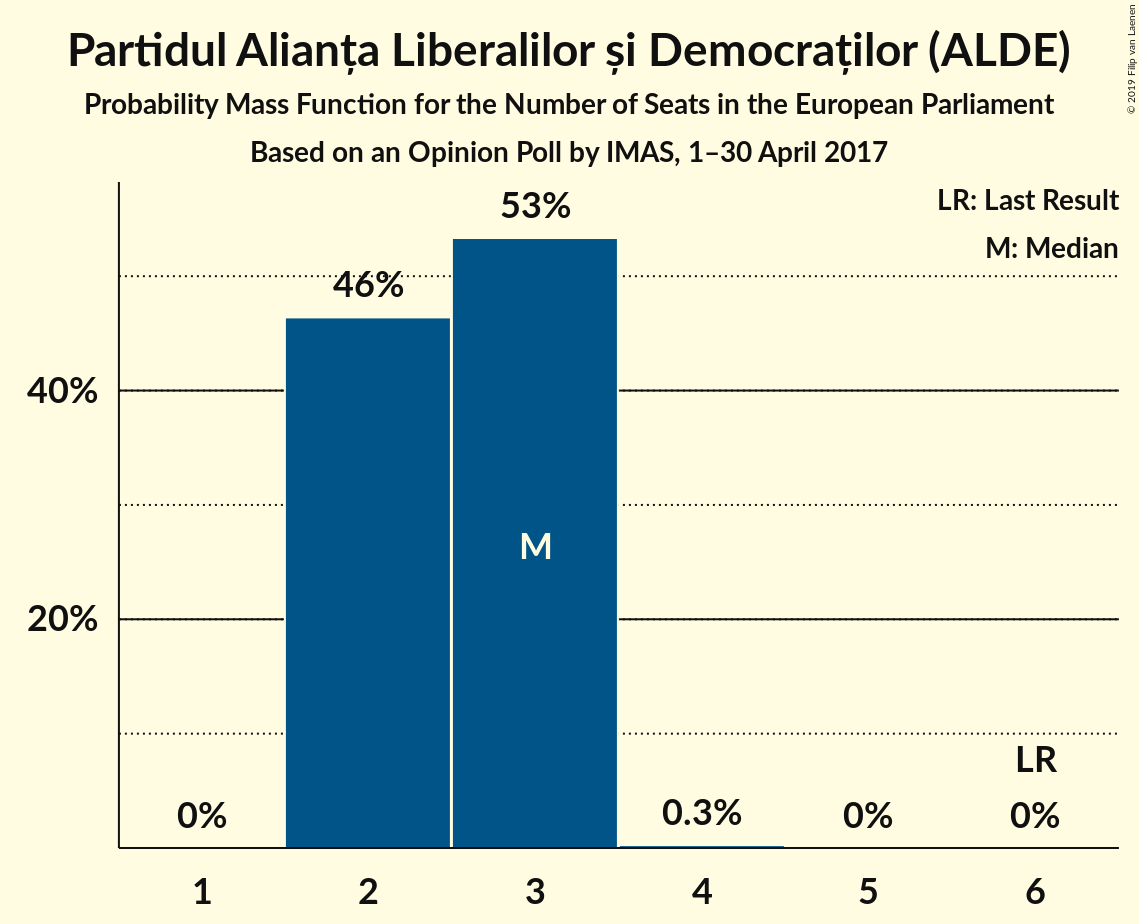 Partidul Alianța Liberalilor și Democraților (ALDE)
Probability Mass Function for the Number of Seats in the European Parliament
Based on an Opinion Poll by IMAS, 1–30 April 2017
© 2019 Filip van Laenen
LR: Last Result
M: Median
53%
46%
40%
M
20%
LR
0%
0.3%
0%
0%
1 2 3 4 5 6